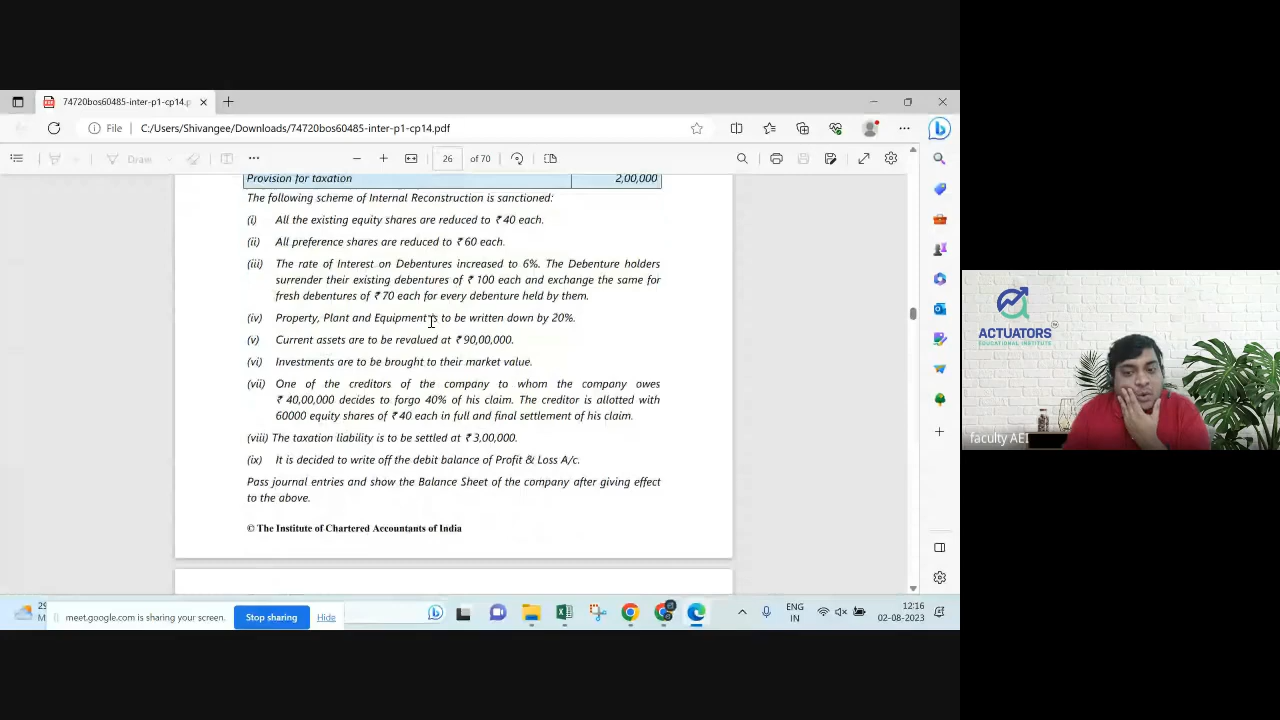 74720bos60485-inter-p1-cp14.p
File C:/Users/Shivangee/Downloads/74720bos60485-inter-p1-cp14.pdf
Draw 26 of 70
Provision for taxation 2,00,000
The following scheme of Internal Reconstruction is sanctioned:
(i) All the existing equity shares are reduced to ₹ 40 each.
(ii) All preference shares are reduced to ₹ 60 each.
(iii) The rate of Interest on Debentures increased to 6%. The Debenture holders
surrender their existing debentures of ₹ 100 each and exchange the same for
fresh debentures of ₹ 70 each for every debenture held by them.
(iv) Property, Plant and Equipment is to be written down by 20%.
(v) Current assets are to be revalued at ₹ 90,00,000.
(vi) Investments are to be brought to their market value.
(vii) One of the creditors of the company to whom the company owes
₹ 40,00,000 decides to forgo 40% of his claim. The creditor is allotted with
60000 equity shares of ₹ 40 each in full and final settlement of his claim.
(viii) The taxation liability is to be settled at ₹ 3,00,000.
(ix) It is decided to write off the debit balance of Profit & Loss A/c.
Pass journal entries and show the Balance Sheet of the company after giving effect
to the above.
© The Institute of Chartered Accountants of India
ACTUATORS
EDUCATIONAL INSTITUTE
faculty AEI
meet.google.com is sharing your screen.
Stop sharing
Hide
ENG
IN
12:16
02-08-2023